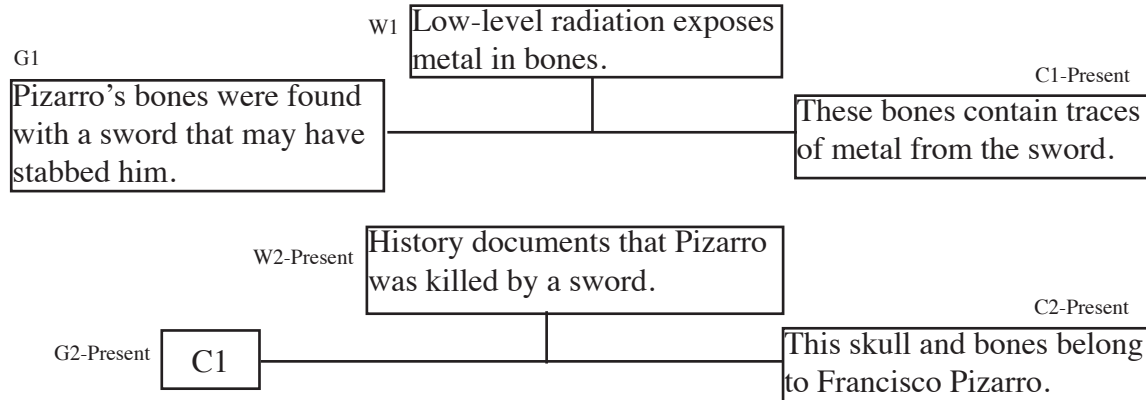 W1
Low-level radiation exposes
metal in bones.
G1
Pizarro's bones were found
with a sword that may have
stabbed him.
C1-Present
These bones contain traces
of metal from the sword.
W2-Present
History documents that Pizarro
was killed by a sword.
G2-Present
C1
C2-Present
This skull and bones belong
to Francisco Pizarro.